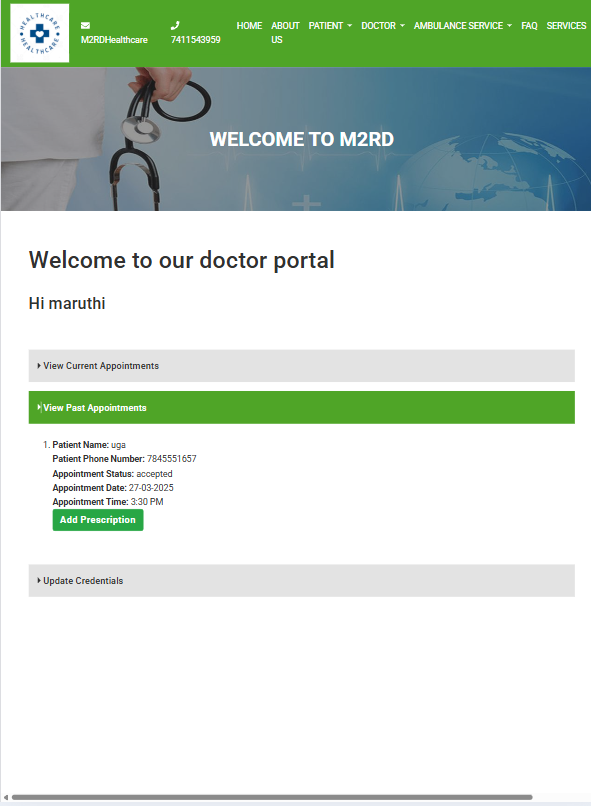 HEALTHCARE
HEALTHCARE
M2RDHealthcare
7411543959
HOME
ABOUT US
PATIENT
DOCTOR
AMBULANCE SERVICE
FAQ
SERVICES
WELCOME TO M2RD
Welcome to our doctor portal
Hi maruthi
View Current Appointments
View Past Appointments
1. Patient Name: uga
Patient Phone Number: 7845551657
Appointment Status: accepted
Appointment Date: 27-03-2025
Appointment Time: 3:30 PM
Add Prescription
Update Credentials